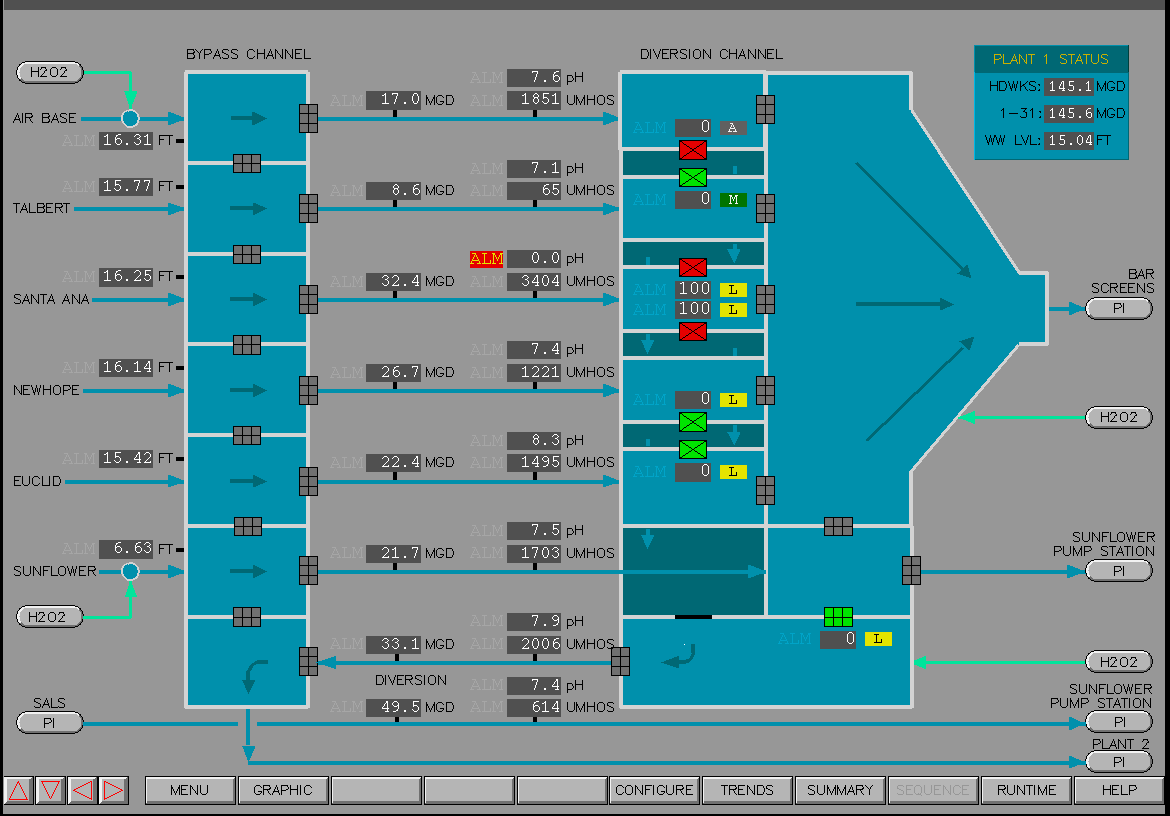 BYPASS CHANNEL
DIVERSION CHANNEL
PLANT 1 STATUS
HDWKS: 145.1 MGD
1-31: 145.6 MGD
WW LVL: 15.04 FT
H2O2
AIR BASE
ALM 16.31 FT
ALM 17.0 MGD
ALM 7.6 pH
ALM 1851 UMHOS
ALM 0 A
ALM 15.77 FT
TALBERT
ALM 8.6 MGD
ALM 7.1 pH
ALM 65 UMHOS
ALM 0 M
ALM 16.25 FT
SANTA ANA
ALM 32.4 MGD
ALM 0.0 pH
ALM 3404 UMHOS
ALM 100 L
ALM 100 L
BAR
SCREENS
PI
ALM 16.14 FT
NEWHOPE
ALM 26.7 MGD
ALM 7.4 pH
ALM 1221 UMHOS
ALM 0 L
H2O2
ALM 15.42 FT
EUCLID
ALM 22.4 MGD
ALM 8.3 pH
ALM 1495 UMHOS
ALM 0 L
ALM 6.63 FT
SUNFLOWER
H2O2
ALM 21.7 MGD
ALM 7.5 pH
ALM 1703 UMHOS
SUNFLOWER
PUMP STATION
PI
ALM 33.1 MGD
DIVERSION
ALM 7.9 pH
ALM 2006 UMHOS
ALM 0 L
H2O2
SALS
PI
ALM 49.5 MGD
ALM 7.4 pH
ALM 614 UMHOS
SUNFLOWER
PUMP STATION
PI
PLANT 2
PI
MENU
GRAPHIC
CONFIGURE
TRENDS
SUMMARY
SEQUENCE
RUNTIME
HELP